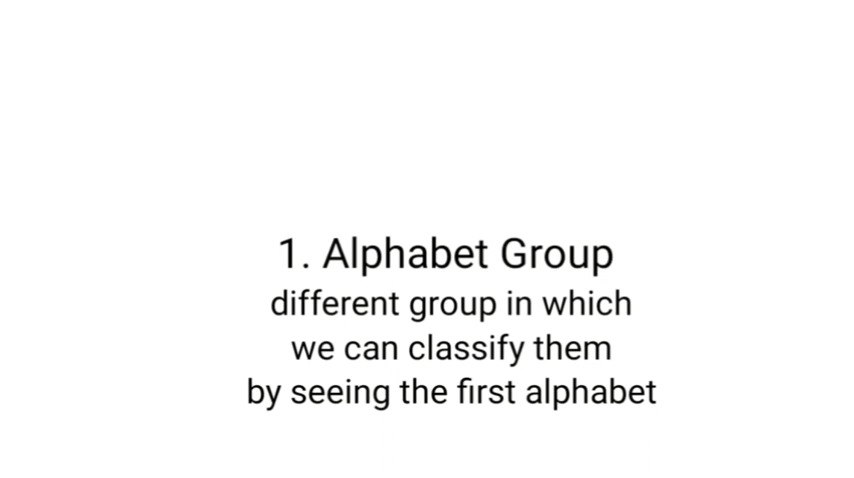 1. Alphabet Group
different group in which
we can classify them
by seeing the first alphabet